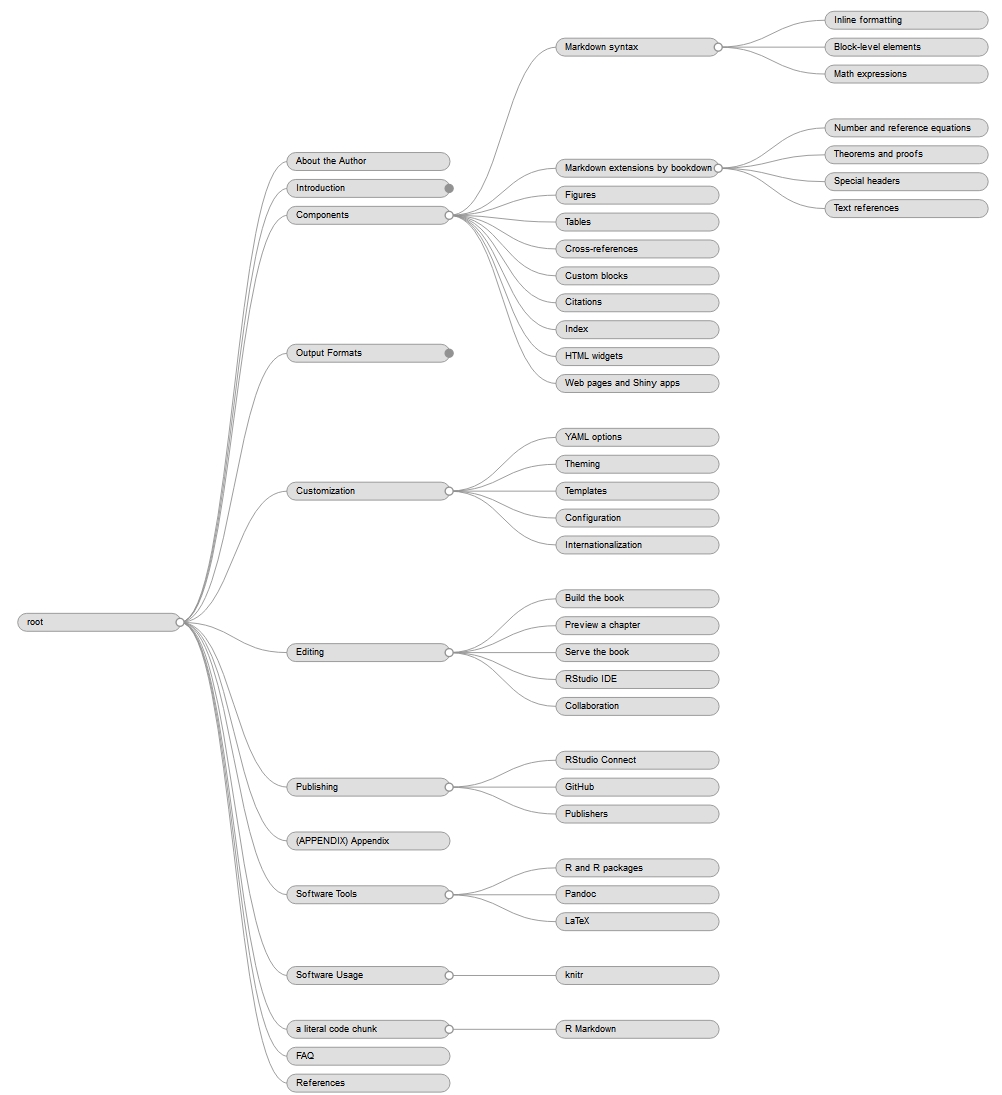 root
About the Author
Introduction
Components
Markdown syntax
Inline formatting
Block-level elements
Math expressions
Markdown extensions by bookdown
Number and reference equations
Theorems and proofs
Special headers
Text references
Figures
Tables
Cross-references
Custom blocks
Citations
Index
HTML widgets
Web pages and Shiny apps
Output Formats
Customization
YAML options
Theming
Templates
Configuration
Internationalization
Editing
Build the book
Preview a chapter
Serve the book
RStudio IDE
Collaboration
Publishing
RStudio Connect
GitHub
Publishers
(APPENDIX) Appendix
Software Tools
R and R packages
Pandoc
LaTeX
Software Usage
knitr
a literal code chunk
R Markdown
FAQ
References